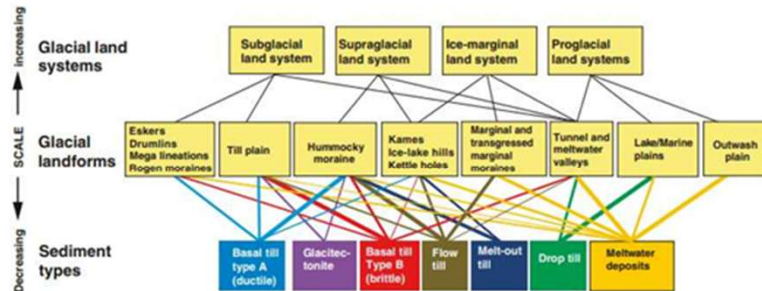 increasing
SCALE
Decreasing
Glacial land
systems
Subglacial
land system
Supraglacial
land system
Ice-marginal
land system
Proglacial
land systems
Glacial
landforms
Eskers
Drumlins
Mega lineations
Rogen moraines
Till plain
Hummocky
moraine
Kames
Ice-lake hills
Kettle holes
Marginal and
transgressed
marginal
moraines
Tunnel and
meltwater
valleys
Lake/Marine
plains
Outwash
plain
Sediment
types
Basal till
type A
(ductile)
Glacitec-
tonite
Basal till
Type B
(brittle)
Flow
till
Melt-out
till
Drop till
Meltwater
deposits